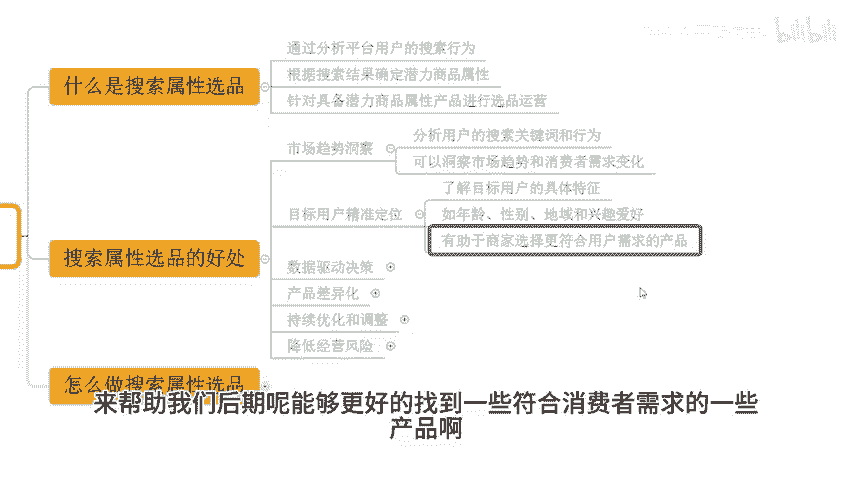 bilibili
通过分析平台用户的搜索行为
什么是搜索属性选品
根据搜索结果确定潜力商品属性
针对具备潜力商品属性产品进行选品运营
分析用户的搜索关键词和行为
市场趋势洞察
可以洞察市场趋势和消费者需求变化
了解目标用户的具体特征
目标用户精准定位
如年龄、性别、地域和兴趣爱好
有助于商家选择更符合用户需求的产品
搜索属性选品的好处
数据驱动决策
产品差异化
持续优化和调整
降低经营风险
怎么做搜索属性选品
来帮助我们后期呢能够更好的找到一些符合消费者需求的一些
产品啊